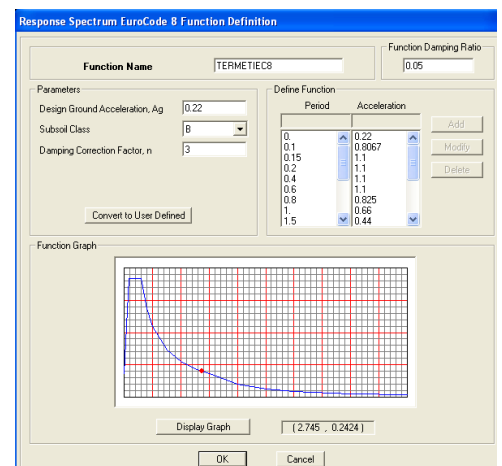 Response Spectrum EuroCode 8 Function Definition
Function Damping Ratio
Function Name TERMETIEC8 0.05
Parameters
Design Ground Acceleration, Ag 0.22
Subsoil Class B
Damping Correction Factor, n 3
Convert to User Defined
Define Function
Period Acceleration
0. 0.22
0.1 0.8067
0.15 1.1
0.2 1.1
0.4 1.1
0.6 1.1
0.8 0.825
1. 0.66
1.5 0.44
Add
Modify
Delete
Function Graph
Display Graph (2.745 , 0.2424)
OK Cancel